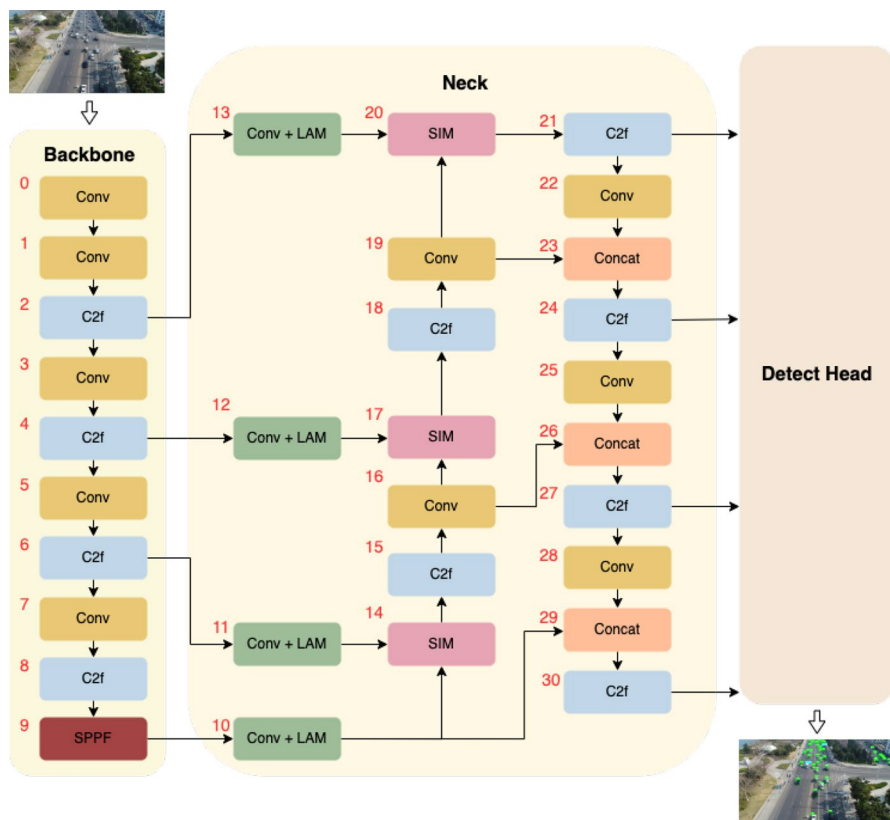 Backbone
0
Conv
1
Conv
2
C2f
3
Conv
4
C2f
5
Conv
6
C2f
7
Conv
8
C2f
9
SPPF
Neck
13
Conv + LAM
12
Conv + LAM
11
Conv + LAM
10
Conv + LAM
20
SIM
19
Conv
18
C2f
17
SIM
16
Conv
15
C2f
14
SIM
21
C2f
22
Conv
23
Concat
24
C2f
25
Conv
26
Concat
27
C2f
28
Conv
29
Concat
30
C2f
Detect Head